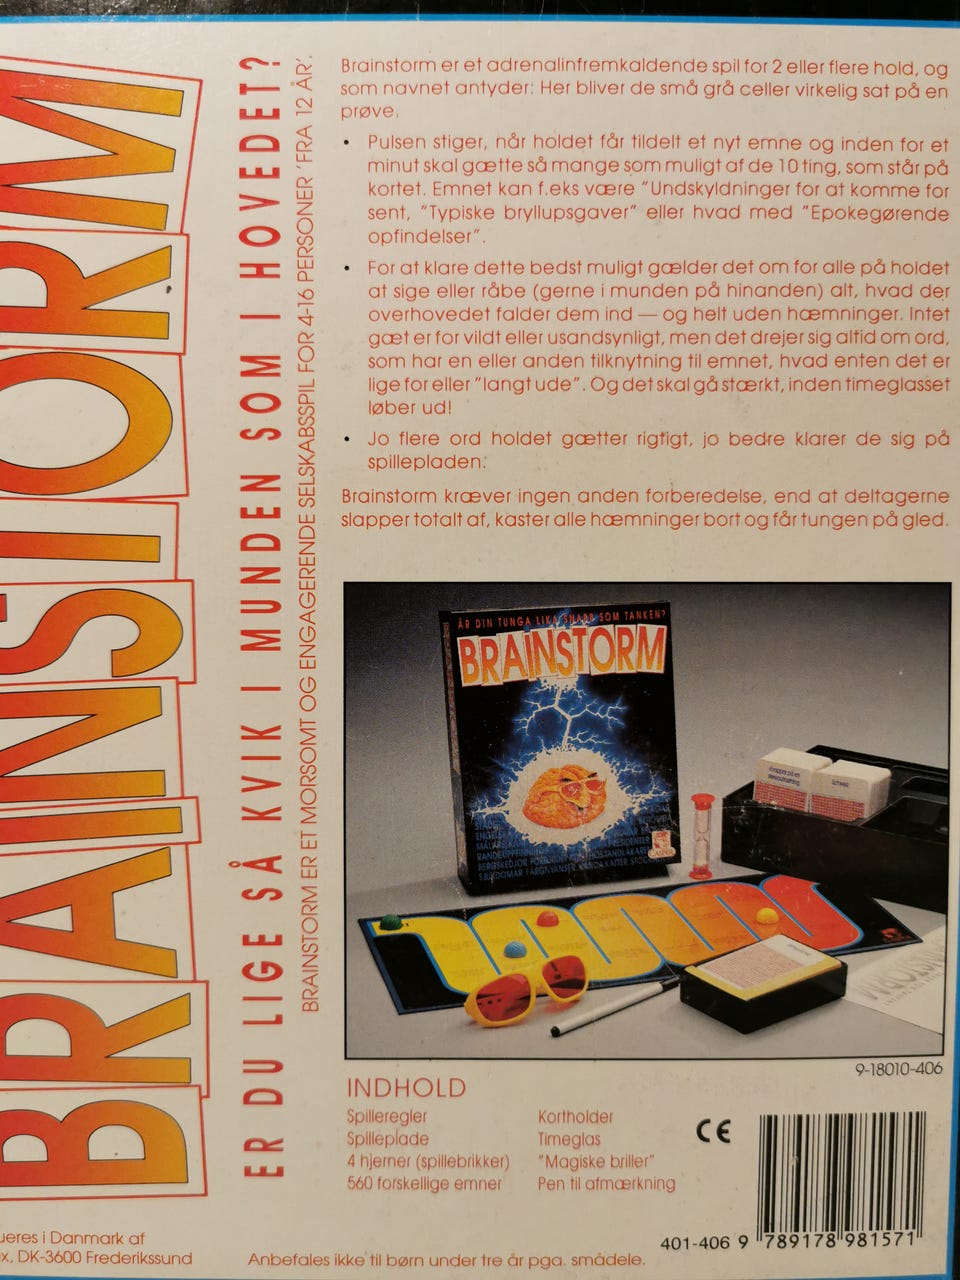 BRAINSTORM
ER DU LIGE SÅ KVIK I MUNDEN SOM I HOVEDET?
BRAINSTORM ER ET MORSOMT OG ENGAGERENDE SELSKABSSPIL FOR 4-16 PERSONER 'FRA 12 ÅR'.
Brainstorm er et adrenalinfremkaldende spil for 2 eller flere hold, og
som navnet antyder: Her bliver de små grå celler virkelig sat på en
prøve.
• Pulsen stiger, når holdet får tildelt et nyt emne og inden for et
minut skal gætte så mange som muligt af de 10 ting, som står på
kortet. Emnet kan f.eks være "Undskyldninger for at komme for
sent, "Typiske bryllupsgaver" eller hvad med "Epokegørende
opfindelser".
• For at klare dette bedst muligt gælder det om for alle på holdet
at sige eller råbe (gerne i munden på hinanden) alt, hvad der
overhovedet falder dem ind — og helt uden hæmninger. Intet
gæt er for vildt eller usandsynligt, men det drejer sig altid om ord,
som har en eller anden tilknytning til emnet, hvad enten det er
lige for eller "langt ude". Og det skal gå stærkt, inden timeglasset
løber ud!
• Jo flere ord holdet gætter rigtigt, jo bedre klarer de sig på
spillepladen.
Brainstorm kræver ingen anden forberedelse, end at deltagerne
slapper totalt af, kaster alle hæmninger bort og får tungen på gled.
ÄR DIN TUNGA LIKA SNABB SOM TANKEN?
BRAINSTORM
9-18010-406
INDHOLD
Spilleregler
Spilleplade
4 hjerner (spillebrikker)
560 forskellige emner
Kortholder
Timeglas
"Magiske briller"
Pen til afmærkning
CE
401-406 9 789178 981571
ueres i Danmark af
x, DK-3600 Frederikssund
Anbefales ikke til børn under tre år pga. smådele.